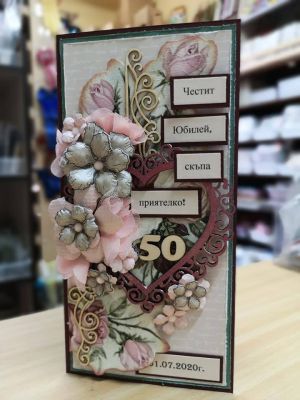 Честит
Юбилей,
скъпа
приятелко!
50
01.07.2020г.